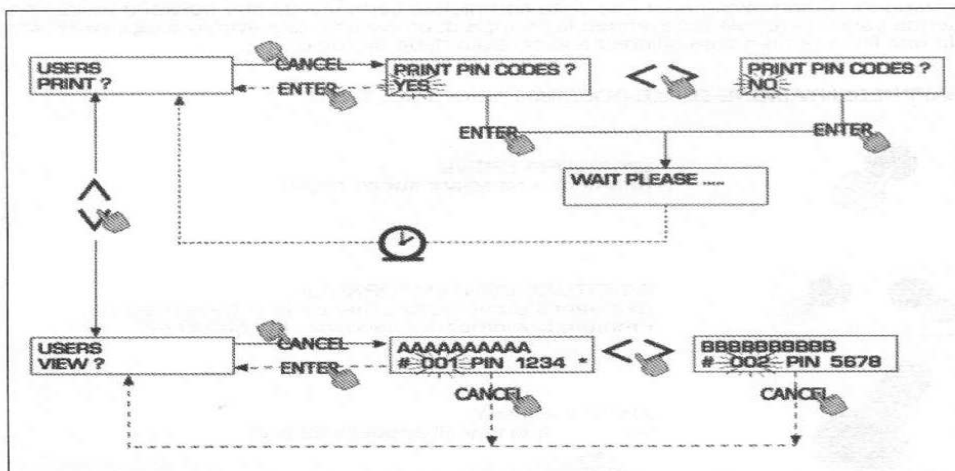 USERS
PRINT ?
CANCEL
ENTER
PRINT PIN CODES ?
YES
< >
PRINT PIN CODES ?
NO
ENTER
ENTER
WAIT PLEASE .....
USERS
VIEW ?
CANCEL
ENTER
AAAAAAAAAA
# 001 PIN 1234 *
< >
BBBBBBBBBBB
# 002 PIN 5678
CANCEL
CANCEL